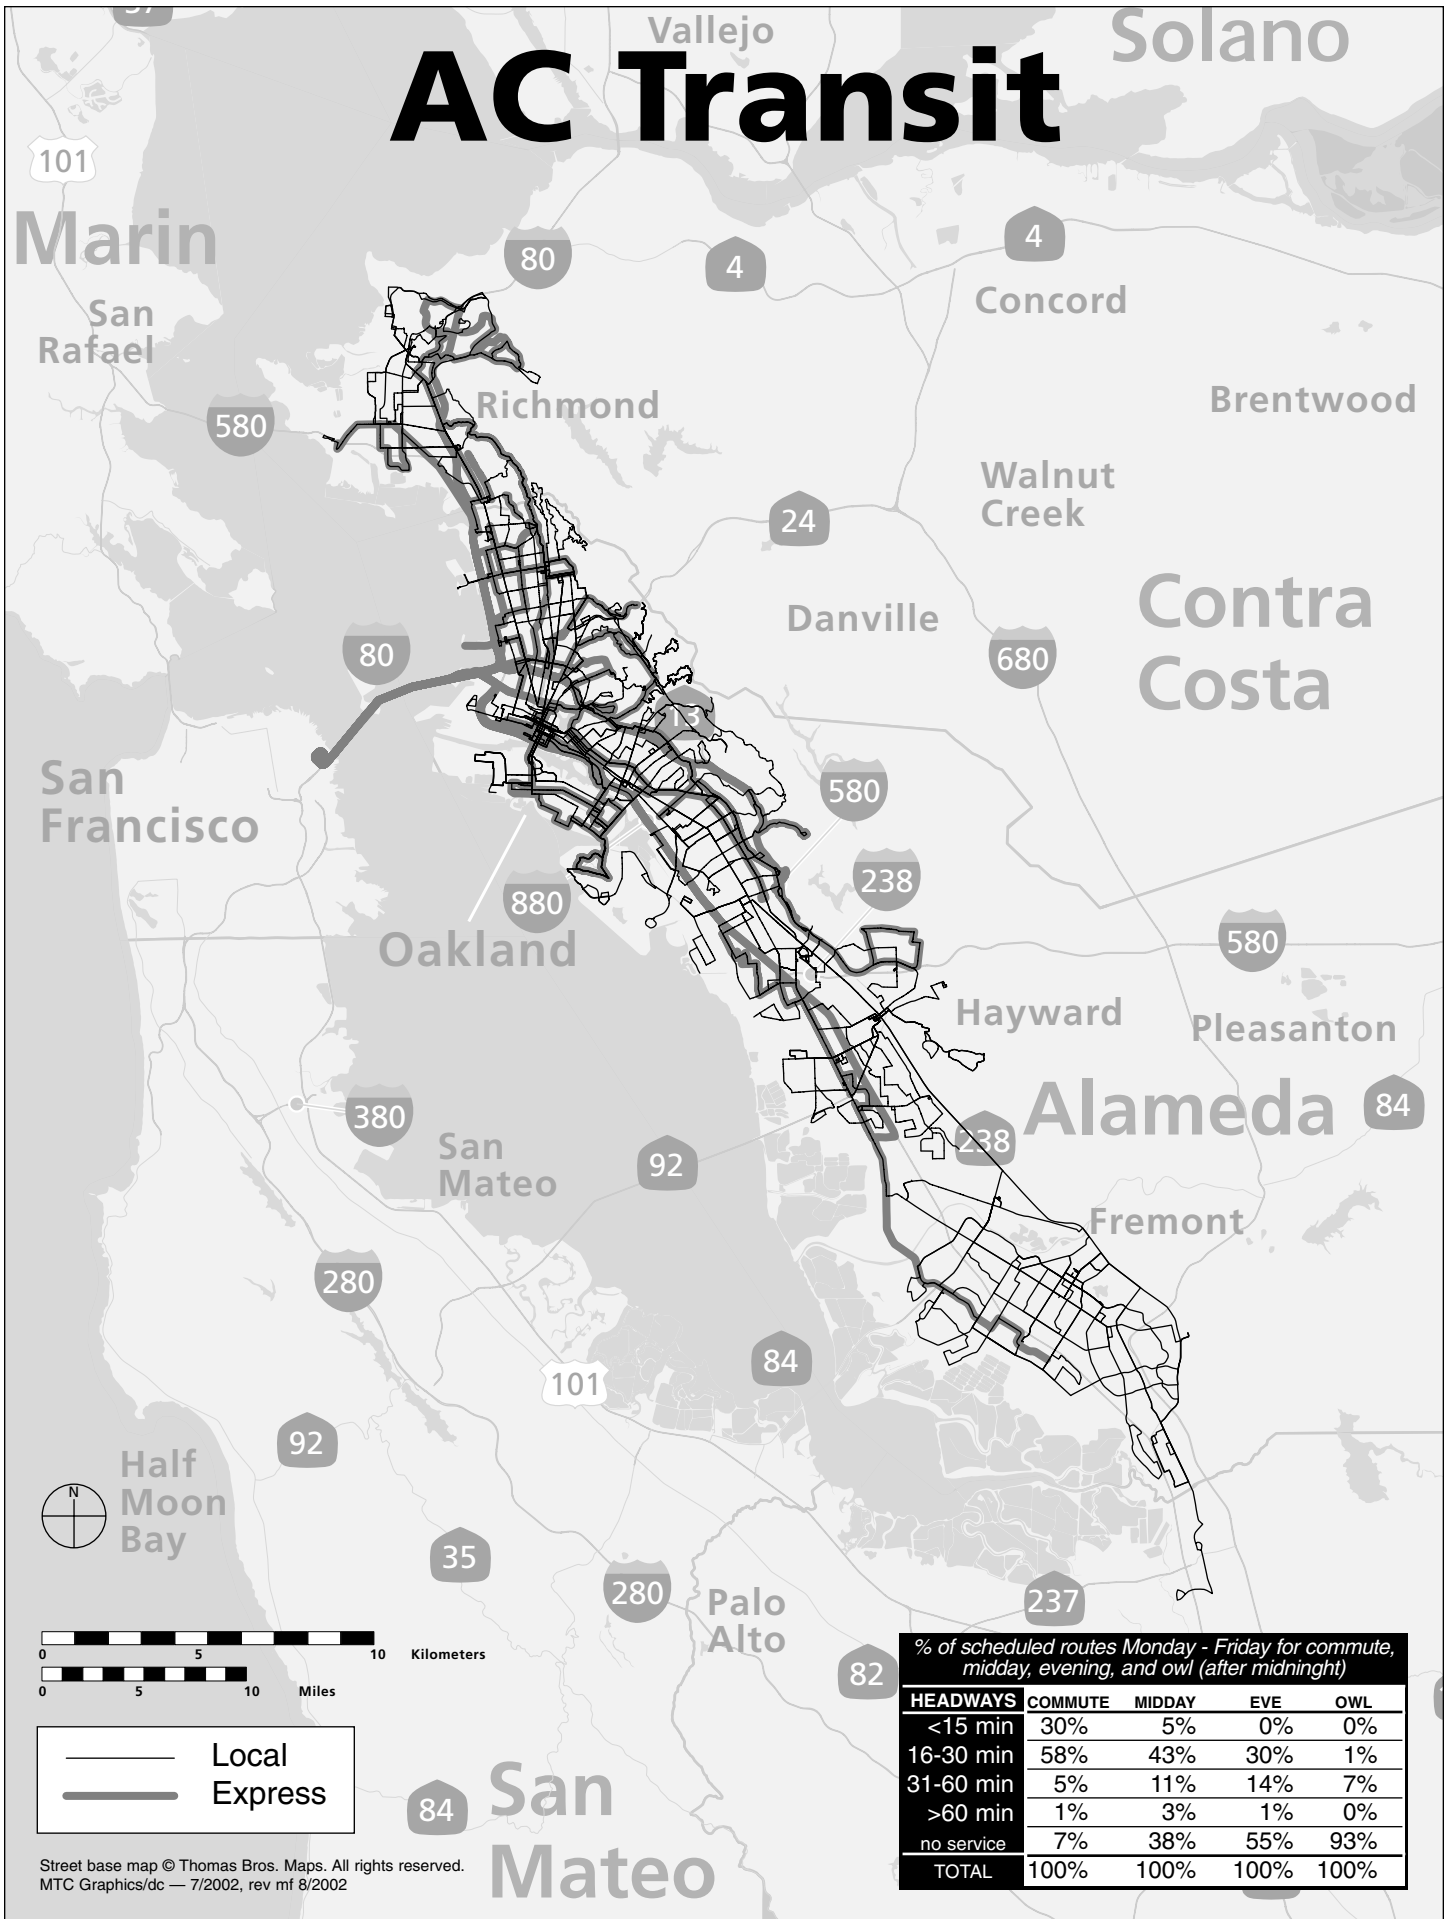 37
Vallejo
Solano
AC Transit
101
Marin
80
4
4
San
Rafael
Concord
580
Richmond
Brentwood
Walnut
Creek
24
Contra
Costa
Danville
80
680
13
San
Francisco
580
238
880
Oakland
580
Hayward
Pleasanton
Alameda
84
380
San
Mateo
92
238
Fremont
280
84
101
92
Half
Moon
Bay
N
35
280
Palo
Alto
237
82
0 5 10 Kilometers
0 5 10 Miles
Local
Express
84
San
Mateo
Street base map © Thomas Bros. Maps. All rights reserved.
MTC Graphics/dc — 7/2002, rev mf 8/2002
% of scheduled routes Monday - Friday for commute,
midday, evening, and owl (after midninght)
HEADWAYS COMMUTE MIDDAY EVE OWL
<15 min 30% 5% 0% 0%
16-30 min 58% 43% 30% 1%
31-60 min 5% 11% 14% 7%
>60 min 1% 3% 1% 0%
no service 7% 38% 55% 93%
TOTAL 100% 100% 100% 100%